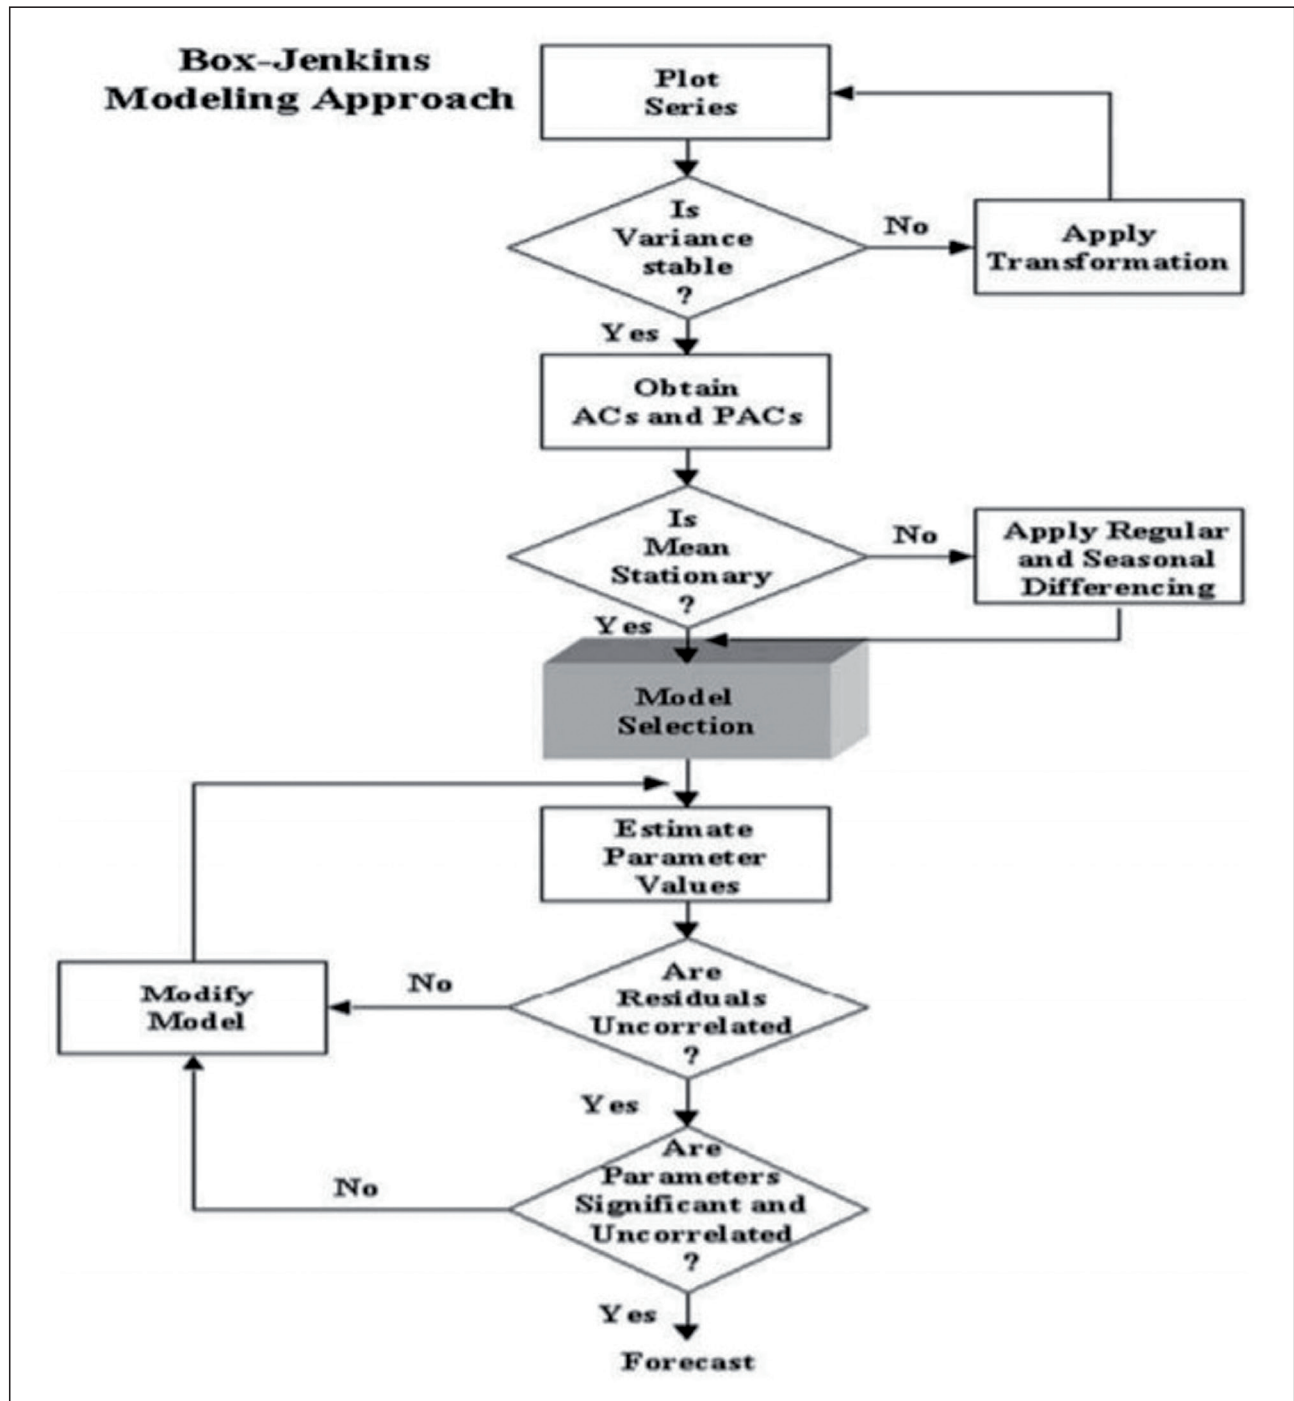 Box-Jenkins
Modeling Approach
Plot
Series
Is
Variance
stable
?
No
Apply
Transformation
Yes
Obtain
ACs and PACs
Is
Mean
Stationary
?
No
Apply Regular
and Seasonal
Differencing
Yes
Model
Selection
Estimate
Parameter
Values
Are
Residuals
Uncorrelated
?
No
Modify
Model
Yes
Are
Parameters
Significant and
Uncorrelated
?
No
Yes
Forecast